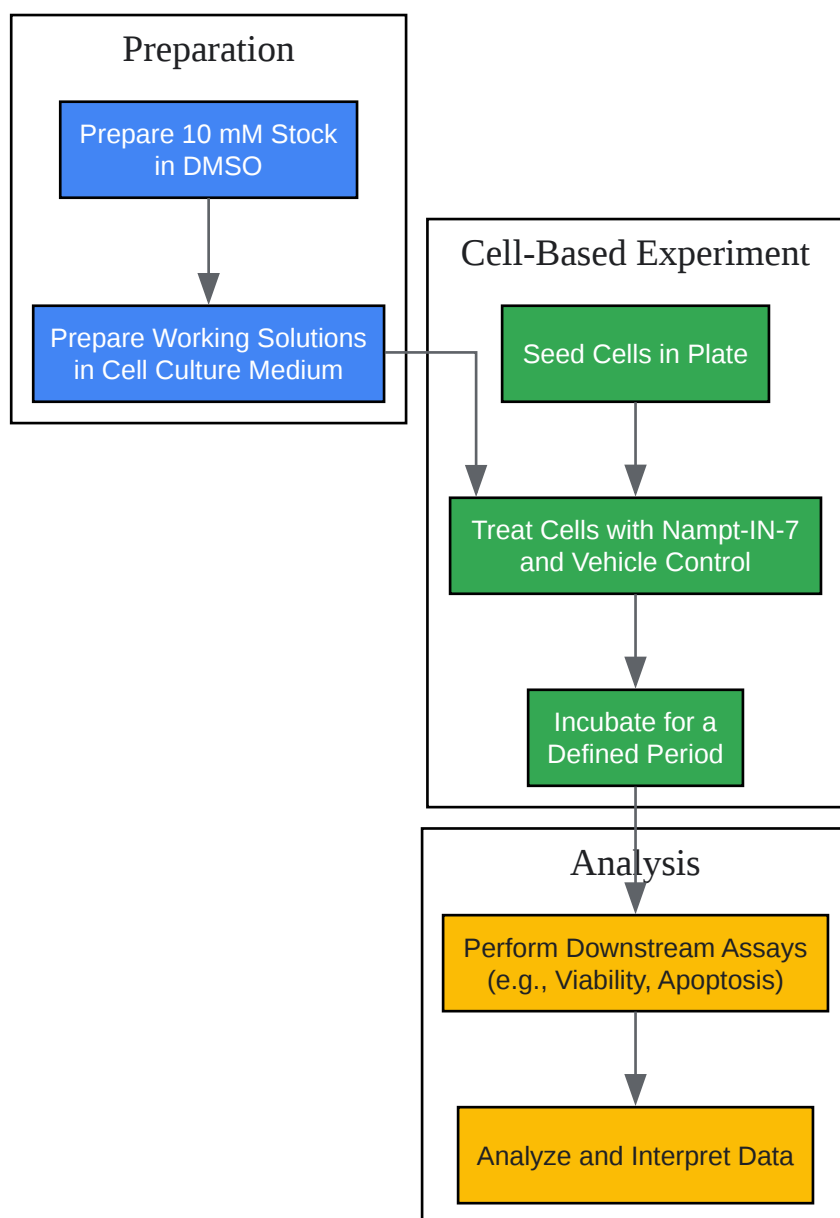 Preparation
Prepare 10 mM Stock
in DMSO
Prepare Working Solutions
in Cell Culture Medium
Cell-Based Experiment
Seed Cells in Plate
Treat Cells with Nampt-IN-7
and Vehicle Control
Incubate for a
Defined Period
Analysis
Perform Downstream Assays
(e.g., Viability, Apoptosis)
Analyze and Interpret Data